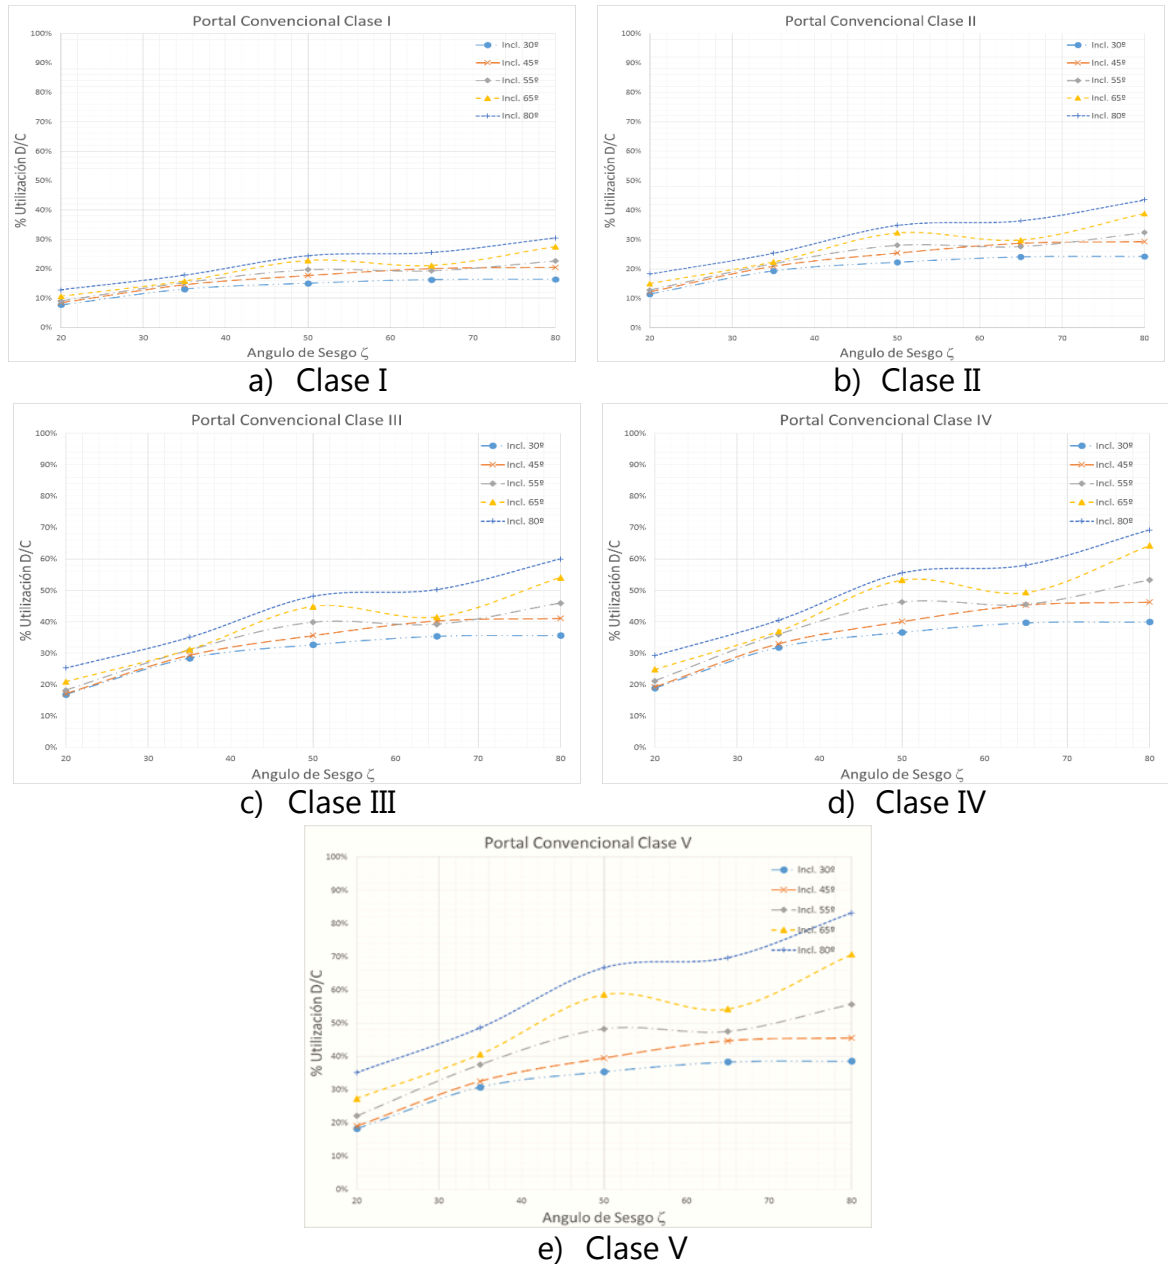 Portal Convencional Clase I
100%
90%
80%
70%
60%
50%
40%
30%
20%
10%
0%
% Utilización D/C
Incl. 30º
Incl. 45º
Incl. 55º
Incl. 65º
Incl. 80º
20 30 40 50 60 70 80
Angulo de Sesgo ζ
a) Clase I
Portal Convencional Clase II
100%
90%
80%
70%
60%
50%
40%
30%
20%
10%
0%
% Utilización D/C
Incl. 30º
Incl. 45º
Incl. 55º
Incl. 65º
Incl. 80º
20 30 40 50 60 70 80
Angulo de Sesgo ζ
b) Clase II
Portal Convencional Clase III
100%
90%
80%
70%
60%
50%
40%
30%
20%
10%
0%
% Utilización D/C
Incl. 30º
Incl. 45º
Incl. 55º
Incl. 65º
Incl. 80º
20 30 40 50 60 70 80
Angulo de Sesgo ζ
c) Clase III
Portal Convencional Clase IV
100%
90%
80%
70%
60%
50%
40%
30%
20%
10%
0%
% Utilización D/C
Incl. 30º
Incl. 45º
Incl. 55º
Incl. 65º
Incl. 80º
20 30 40 50 60 70 80
Angulo de Sesgo ζ
d) Clase IV
Portal Convencional Clase V
100%
90%
80%
70%
60%
50%
40%
30%
20%
10%
0%
% Utilización D/C
Incl. 30º
Incl. 45º
Incl. 55º
Incl. 65º
Incl. 80º
20 30 40 50 60 70 80
Angulo de Sesgo ζ
e) Clase V